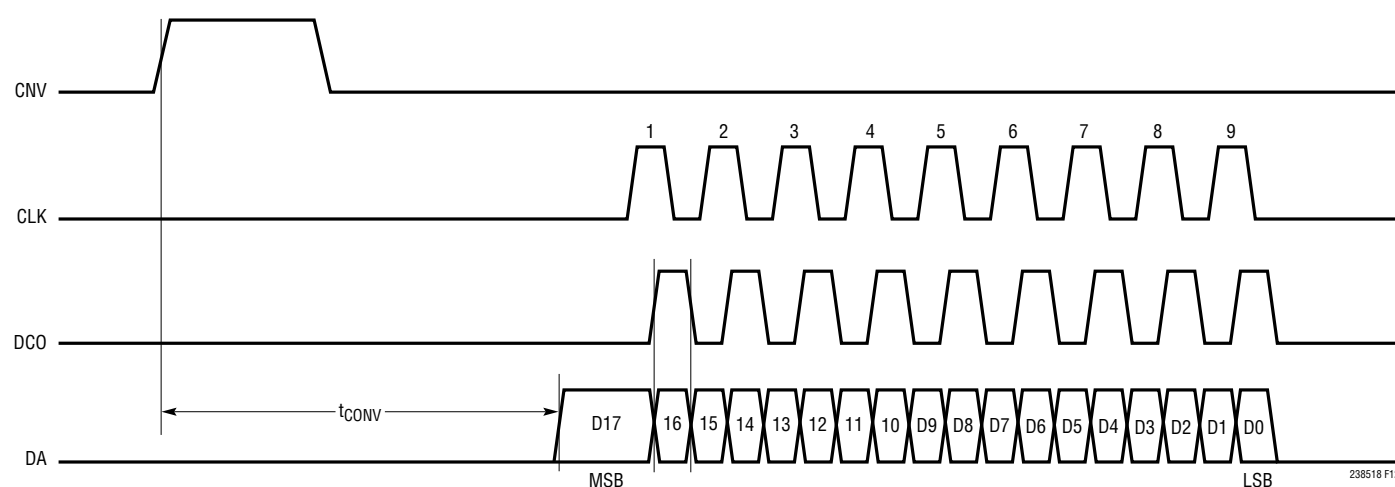 CNV
1 2 3 4 5 6 7 8 9
CLK
DCO
tCONV
D17 16 15 14 13 12 11 10 D9 D8 D7 D6 D5 D4 D3 D2 D1 D0
DA
MSB LSB
238518